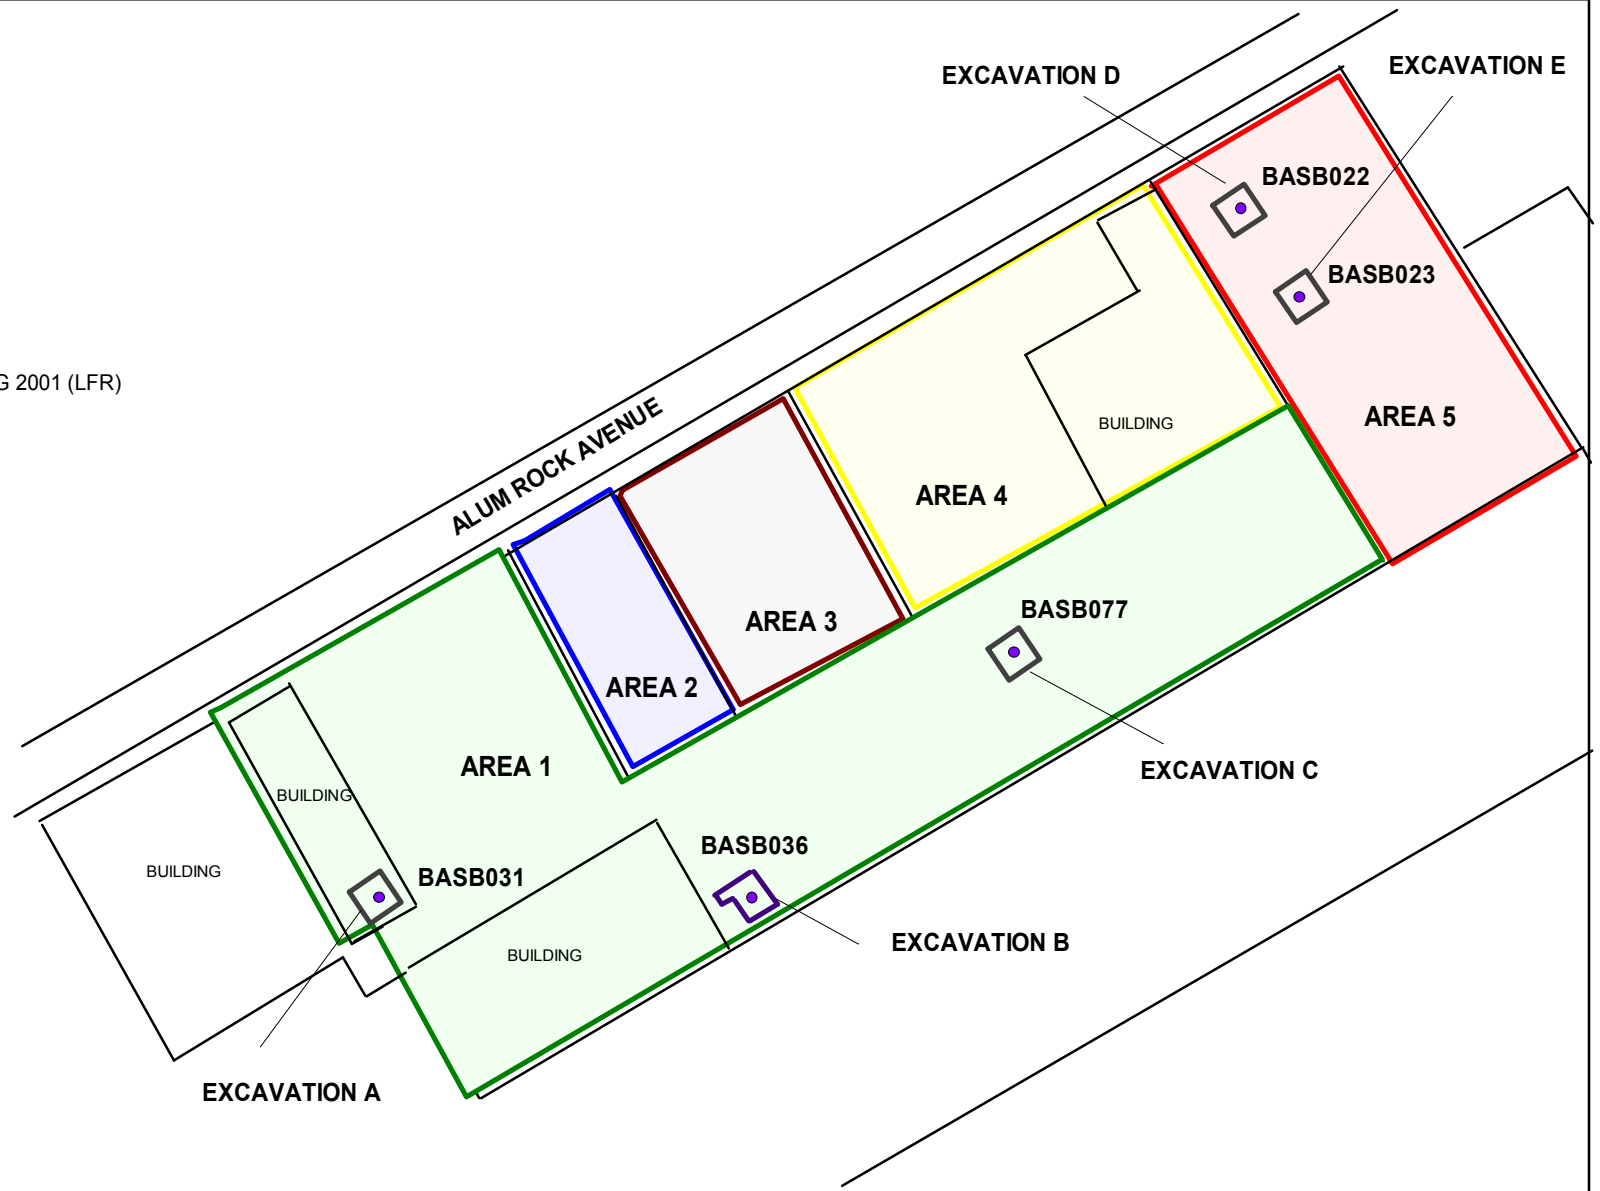 EXCAVATION D
EXCAVATION E
BASB022
BASB023
G 2001 (LFR)
ALUM ROCK AVENUE
AREA 5
BUILDING
AREA 4
AREA 3
BASB077
AREA 2
AREA 1
EXCAVATION C
BUILDING
BASB036
BUILDING
BASB031
EXCAVATION B
BUILDING
EXCAVATION A